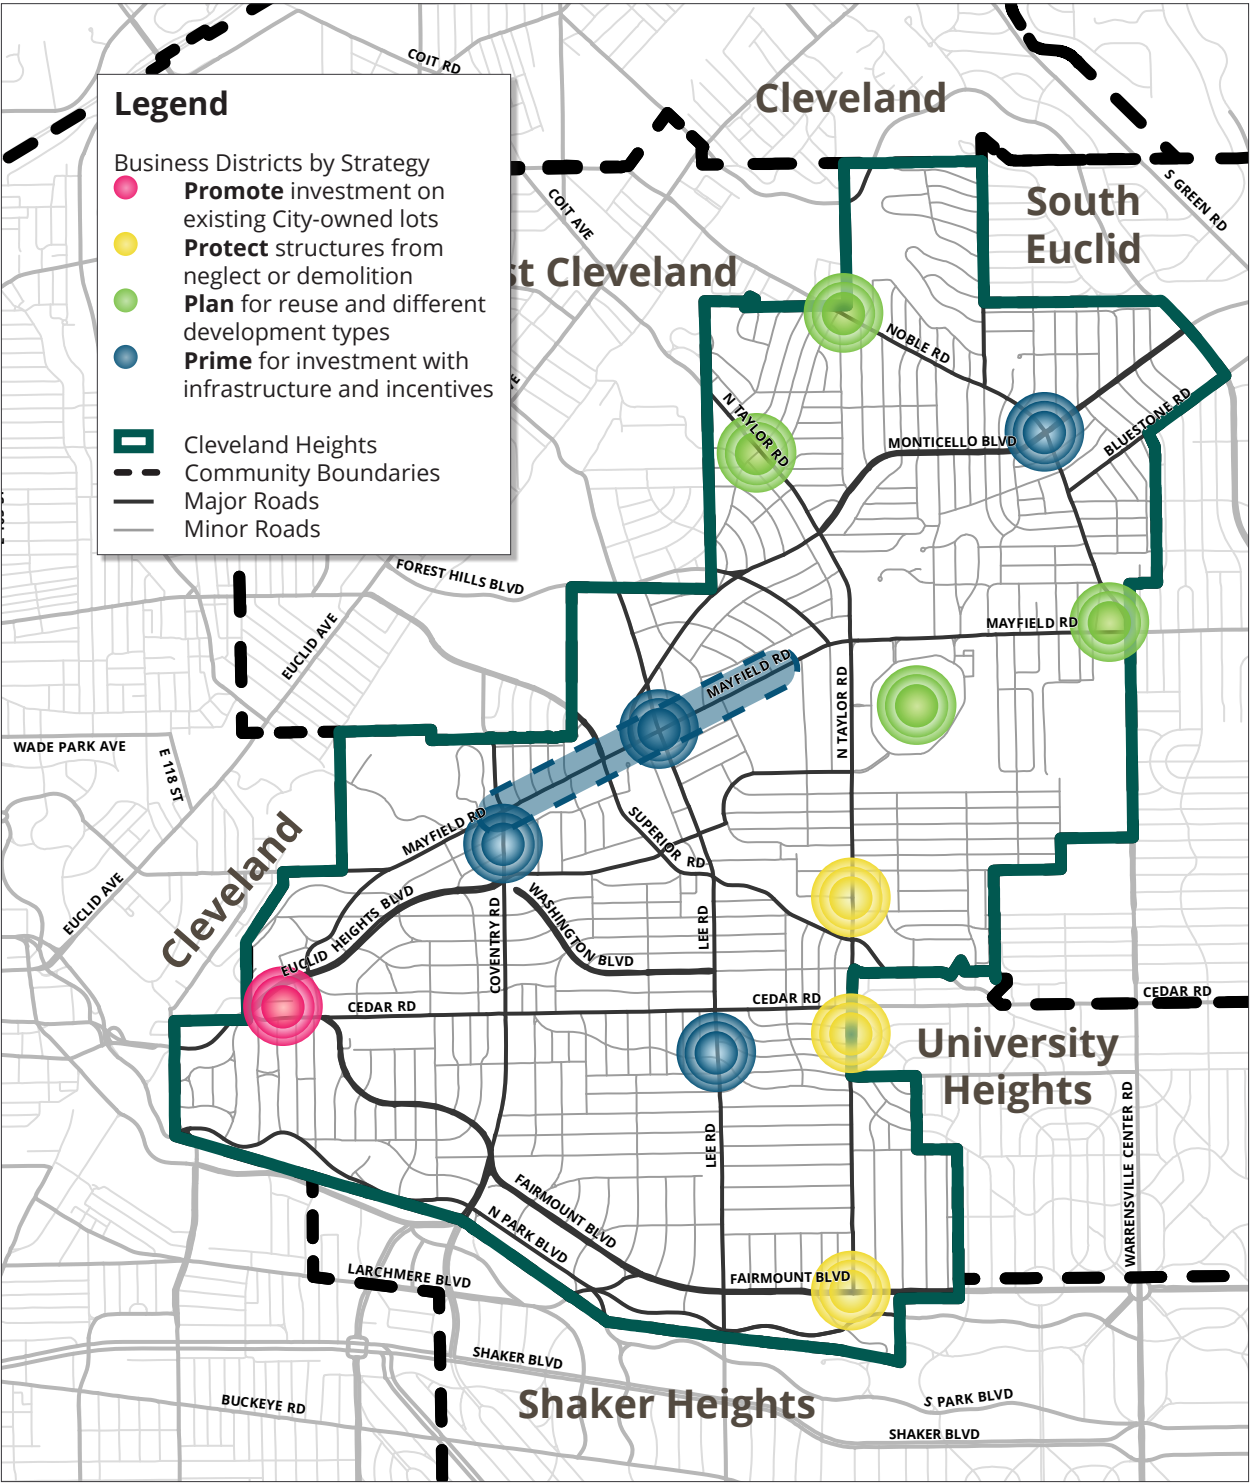 COIT RD
Cleveland
Legend
Business Districts by Strategy
Promote investment on
existing City-owned lots
Protect structures from
neglect or demolition
Plan for reuse and different
development types
Prime for investment with
infrastructure and incentives
Cleveland Heights
Community Boundaries
Major Roads
Minor Roads
COIT AVE
S GREEN RD
South
Euclid
st Cleveland
NOBLE RD
N TAYLOR RD
MONTICELLO BLVD
BLUESTONE RD
FOREST HILLS BLVD
EUCLID AVE
MAYFIELD RD
MAYFIELD RD
N TAYLOR RD
WADE PARK AVE
E 118 ST
MAYFIELD RD
SUPERIOR RD
Cleveland
EUCLID AVE
EUCLID HEIGHTS BLVD
WASHINGTON BLVD
COVENTRY RD
LEE RD
CEDAR RD
CEDAR RD
CEDAR RD
University
Heights
LEE RD
WARRENSVILLE CENTER RD
FAIRMOUNT BLVD
N PARK BLVD
LARCHMERE BLVD
FAIRMOUNT BLVD
SHAKER BLVD
BUCKEYE RD
Shaker Heights
S PARK BLVD
SHAKER BLVD